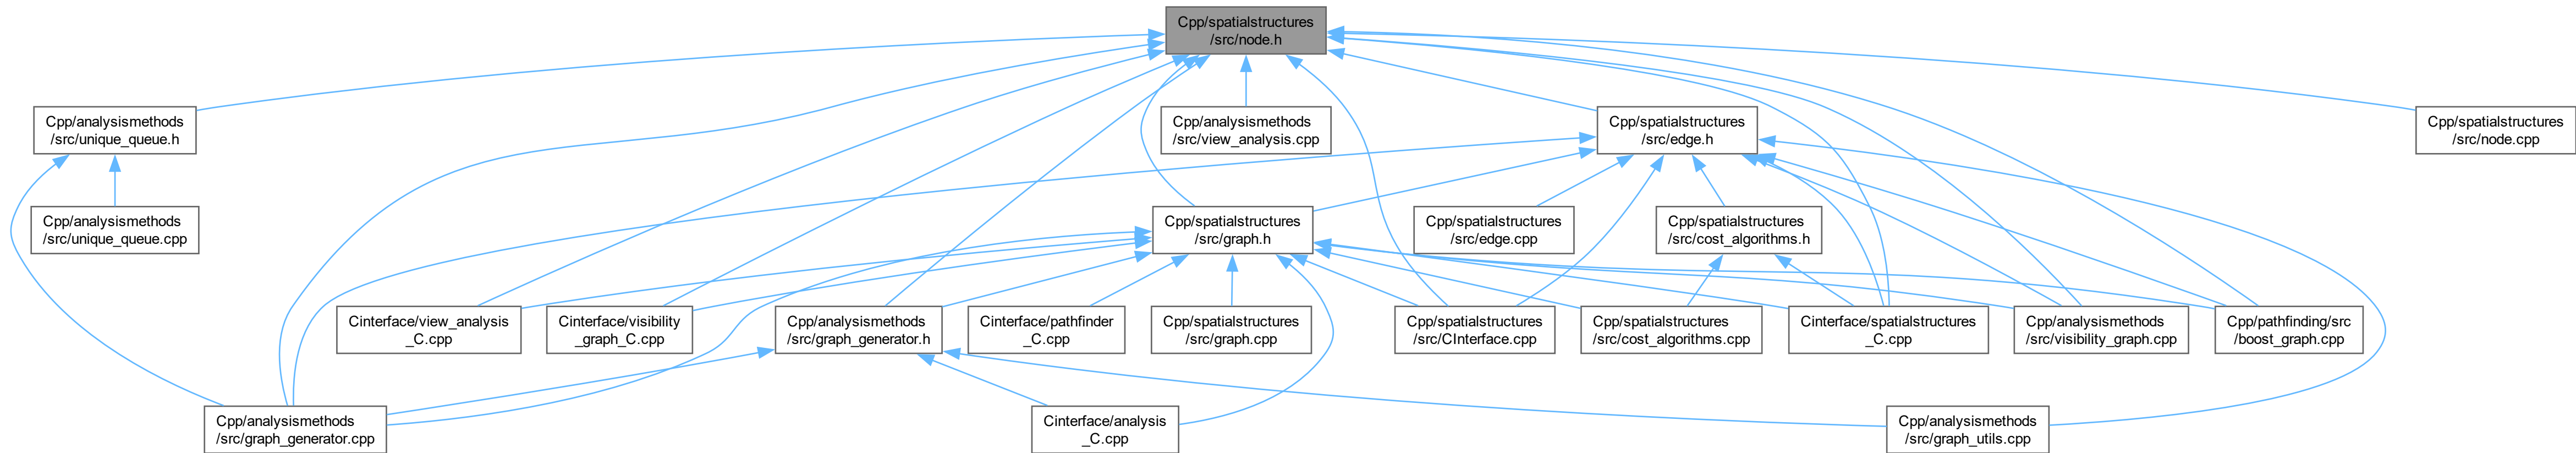 Cpp/spatialstructures
/src/node.h
Cpp/analysismethods
/src/unique_queue.h
Cpp/analysismethods
/src/view_analysis.cpp
Cpp/spatialstructures
/src/edge.h
Cpp/spatialstructures
/src/node.cpp
Cpp/analysismethods
/src/unique_queue.cpp
Cpp/spatialstructures
/src/graph.h
Cpp/spatialstructures
/src/edge.cpp
Cpp/spatialstructures
/src/cost_algorithms.h
Cinterface/view_analysis
_C.cpp
Cinterface/visibility
_graph_C.cpp
Cpp/analysismethods
/src/graph_generator.h
Cinterface/pathfinder
_C.cpp
Cpp/spatialstructures
/src/graph.cpp
Cpp/spatialstructures
/src/CInterface.cpp
Cpp/spatialstructures
/src/cost_algorithms.cpp
Cinterface/spatialstructures
_C.cpp
Cpp/analysismethods
/src/visibility_graph.cpp
Cpp/pathfinding/src
/boost_graph.cpp
Cpp/analysismethods
/src/graph_generator.cpp
Cinterface/analysis
_C.cpp
Cpp/analysismethods
/src/graph_utils.cpp